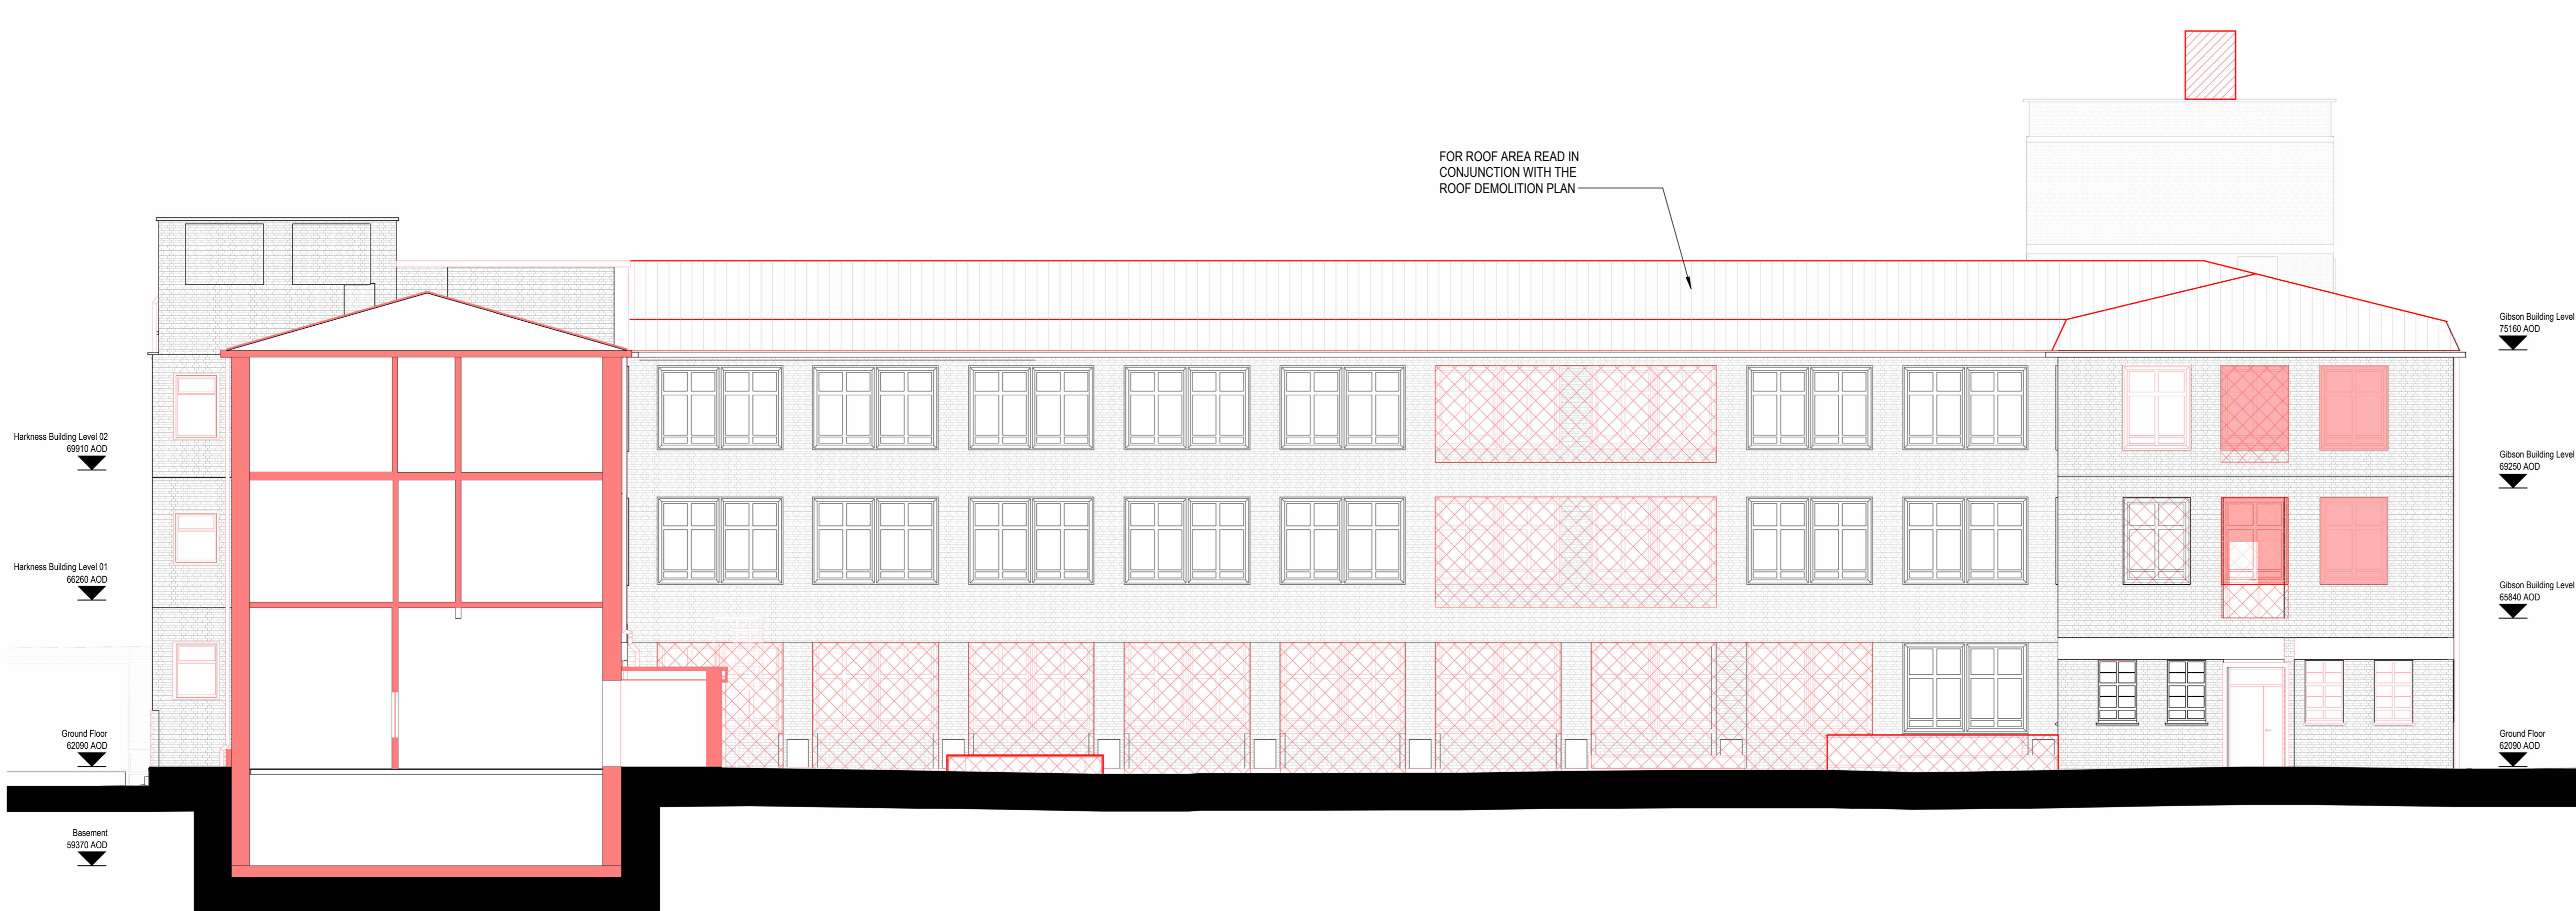 FOR ROOF AREA READ IN
CONJUNCTION WITH THE
ROOF DEMOLITION PLAN
Harkness Building Level 02
69910 AOD
Harkness Building Level 01
66260 AOD
Ground Floor
62090 AOD
Basement
59370 AOD
Gibson Building Level
75160 AOD
Gibson Building Level
69250 AOD
Gibson Building Level
65840 AOD
Ground Floor
62090 AOD